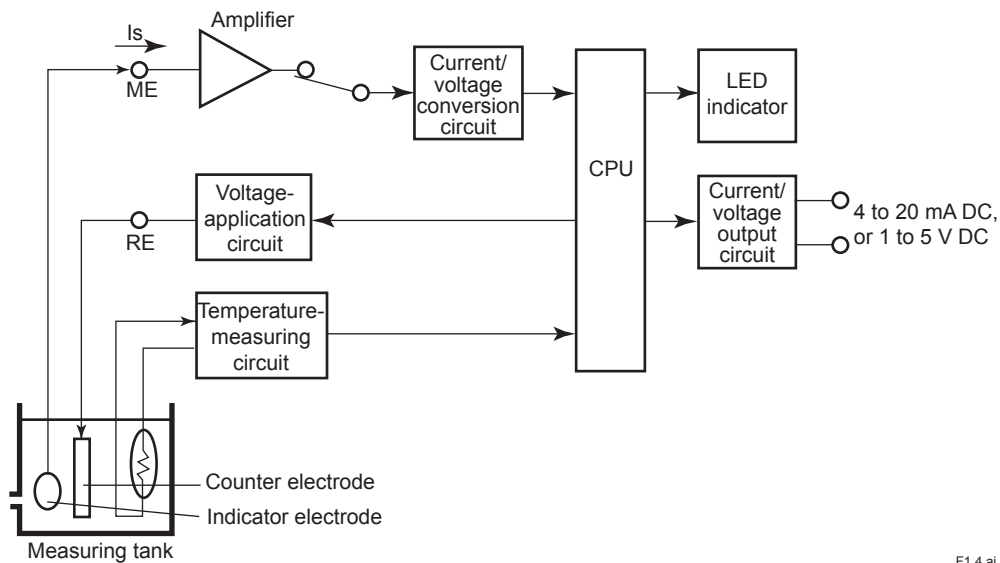 Amplifier
Is
ME
Current/
voltage
conversion
circuit
LED
indicator
CPU
Voltage-
application
circuit
RE
Current/
voltage
output
circuit
4 to 20 mA DC,
or 1 to 5 V DC
Temperature-
measuring
circuit
Counter electrode
Indicator electrode
Measuring tank
F1.4.ai